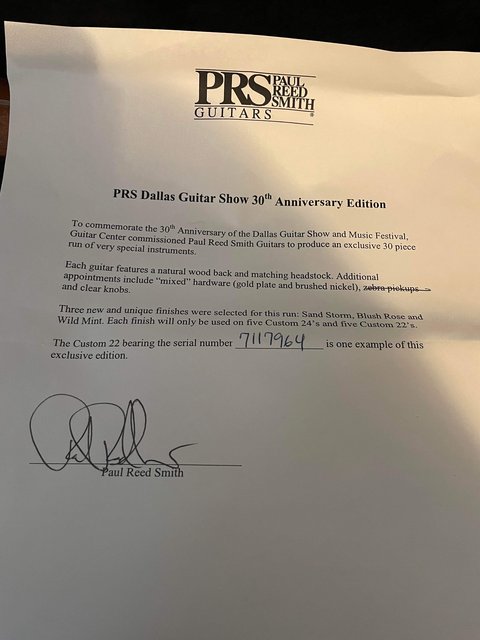 PRS PAUL REED SMITH
GUITARS ®
PRS Dallas Guitar Show 30th Anniversary Edition
To commemorate the 30th Anniversary of the Dallas Guitar Show and Music Festival,
Guitar Center commissioned Paul Reed Smith Guitars to produce an exclusive 30 piece
run of very special instruments.
Each guitar features a natural wood back and matching headstock. Additional
appointments include “mixed” hardware (gold plate and brushed nickel), zebra pickups
and clear knobs.
Three new and unique finishes were selected for this run: Sand Storm, Blush Rose and
Wild Mint. Each finish will only be used on five Custom 24’s and five Custom 22’s.
The Custom 22 bearing the serial number 7117964 is one example of this
exclusive edition.
Paul Reed Smith